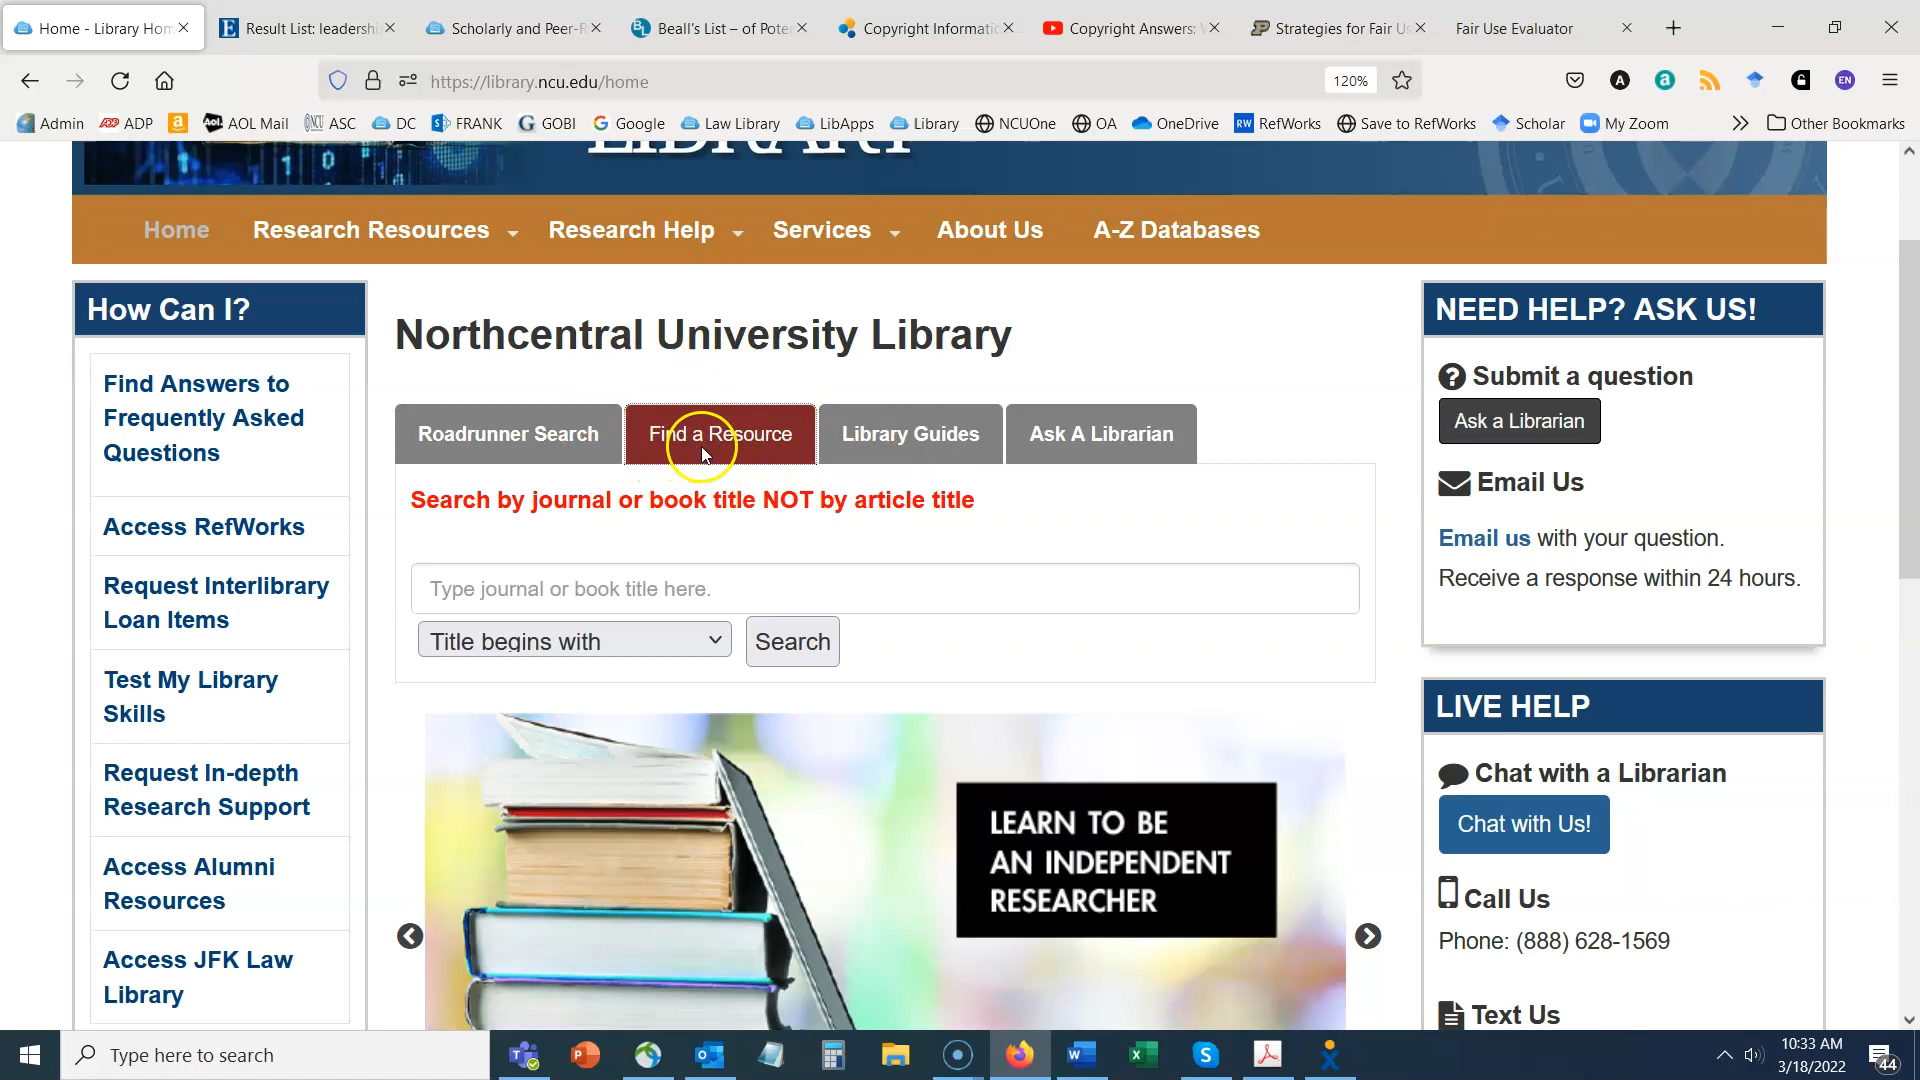 Home - Library Hom
Result List: leadershi
Scholarly and Peer-R
Beall's List – of Poten
Copyright Informatio
Copyright Answers: W
Strategies for Fair Us
Fair Use Evaluator
https://library.ncu.edu/home
120%
Admin
ADP
AOL Mail
ASC
DC
FRANK
GOBI
Google
Law Library
LibApps
Library
NCUOne
OA
OneDrive
RefWorks
Save to RefWorks
Scholar
My Zoom
Other Bookmarks
LIBRARY
Home
Research Resources
Research Help
Services
About Us
A-Z Databases
How Can I?
Find Answers to
Frequently Asked
Questions
Access RefWorks
Request Interlibrary
Loan Items
Test My Library
Skills
Request In-depth
Research Support
Access Alumni
Resources
Access JFK Law
Library
Northcentral University Library
Roadrunner Search
Find a Resource
Library Guides
Ask A Librarian
Search by journal or book title NOT by article title
Type journal or book title here.
Title begins with
Search
LEARN TO BE
AN INDEPENDENT
RESEARCHER
NEED HELP? ASK US!
Submit a question
Ask a Librarian
Email Us
Email us with your question.
Receive a response within 24 hours.
LIVE HELP
Chat with a Librarian
Chat with Us!
Call Us
Phone: (888) 628-1569
Text Us
Type here to search
10:33 AM
3/18/2022
44